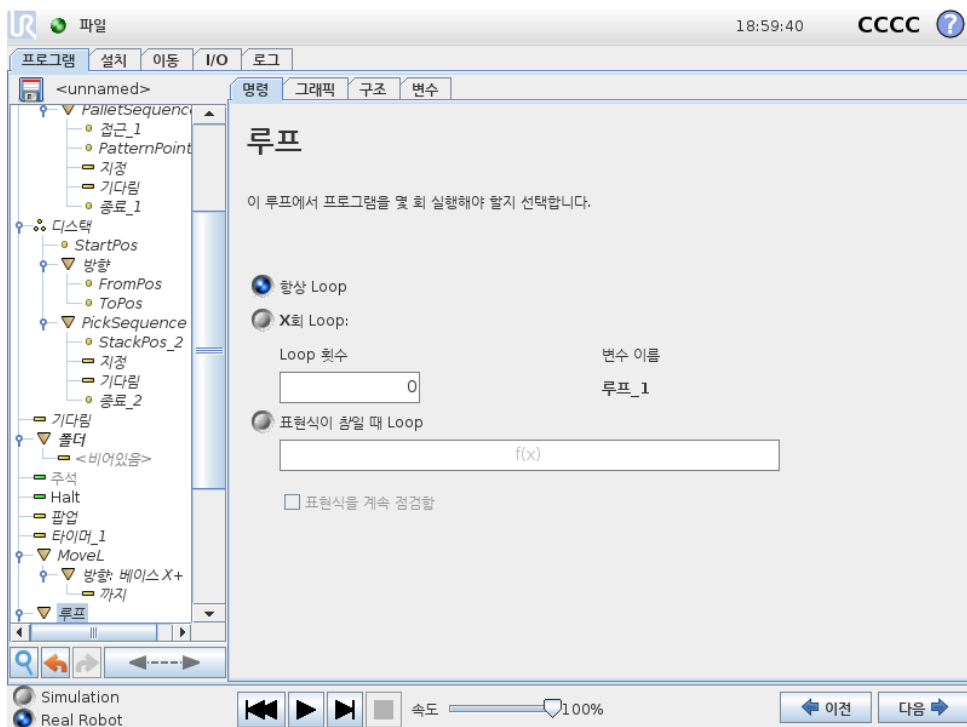 UR 파일 18:59:40 CCCC ?
프로그램 설치 이동 I/O 로그
<unnamed>
명령 그래픽 구조 변수
PalletSequence
접근_1
PatternPoint
지정
기다림
종료_1
디스택
StartPos
방향
FromPos
ToPos
PickSequence
StackPos_2
지정
기다림
종료_2
기다림
폴더
<비어있음>
주석
Halt
팝업
타이머_1
MoveL
방향: 베이스 X+
까지
루프
루프
이 루프에서 프로그램을 몇 회 실행해야 할지 선택합니다.
항상 Loop
X회 Loop:
Loop 횟수 변수 이름
0 루프_1
표현식이 참일 때 Loop
f(x)
표현식을 계속 점검함
Simulation
Real Robot
속도 100%
이전 다음